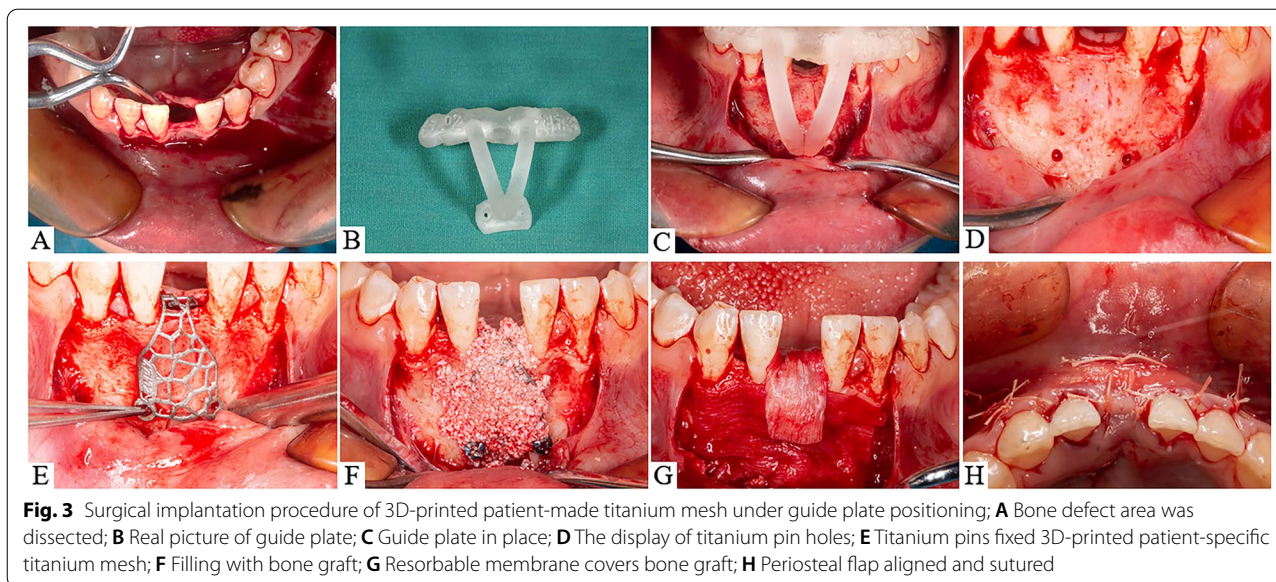 A
B
C
D
E
F
G
H
Fig. 3 Surgical implantation procedure of 3D-printed patient-made titanium mesh under guide plate positioning; A Bone defect area was
dissected; B Real picture of guide plate; C Guide plate in place; D The display of titanium pin holes; E Titanium pins fixed 3D-printed patient-specific
titanium mesh; F Filling with bone graft; G Resorbable membrane covers bone graft; H Periosteal flap aligned and sutured